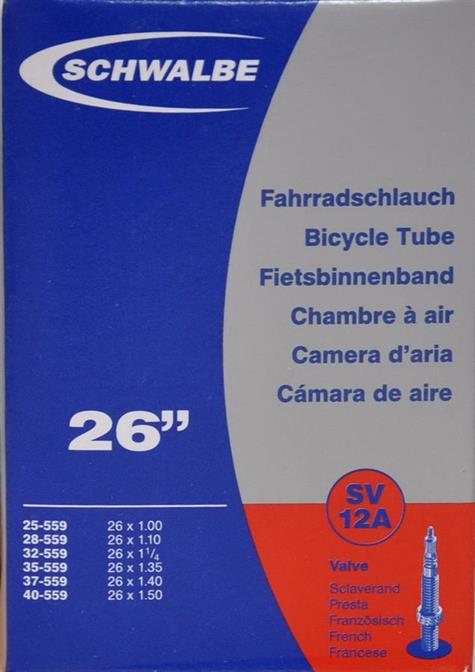 SCHWALBE
Fahrradschlauch
Bicycle Tube
Fietsbinnenband
Chambre à air
Camera d'aria
Cámara de aire
26”
25-559 26 x 1.00
28-559 26 x 1.10
32-559 26 x 1 1/4
35-559 26 x 1.35
37-559 26 x 1.40
40-559 26 x 1.50
SV
12A
Valve
Sclaverand
Presta
Französisch
French
Francese